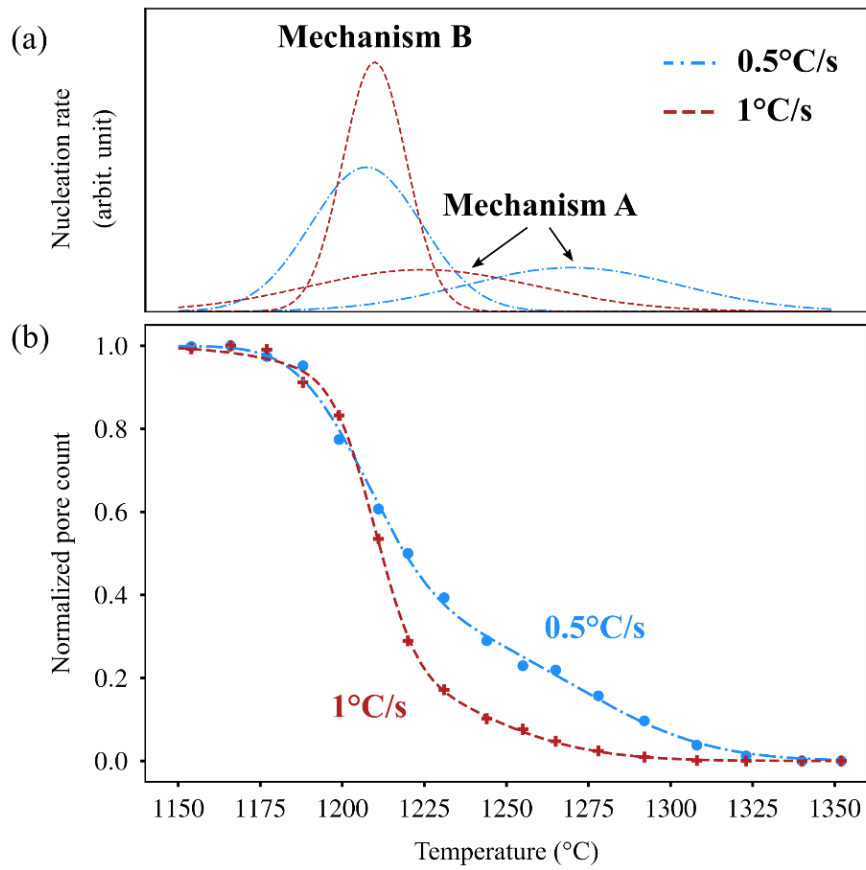 (a)
Mechanism B
0.5°C/s
1°C/s
Mechanism A
Nucleation rate
(arbit. unit)
(b)
1.0
0.8
0.6
0.4
0.2
0.0
Normalized pore count
0.5°C/s
1°C/s
1150 1175 1200 1225 1250 1275 1300 1325 1350
Temperature (°C)